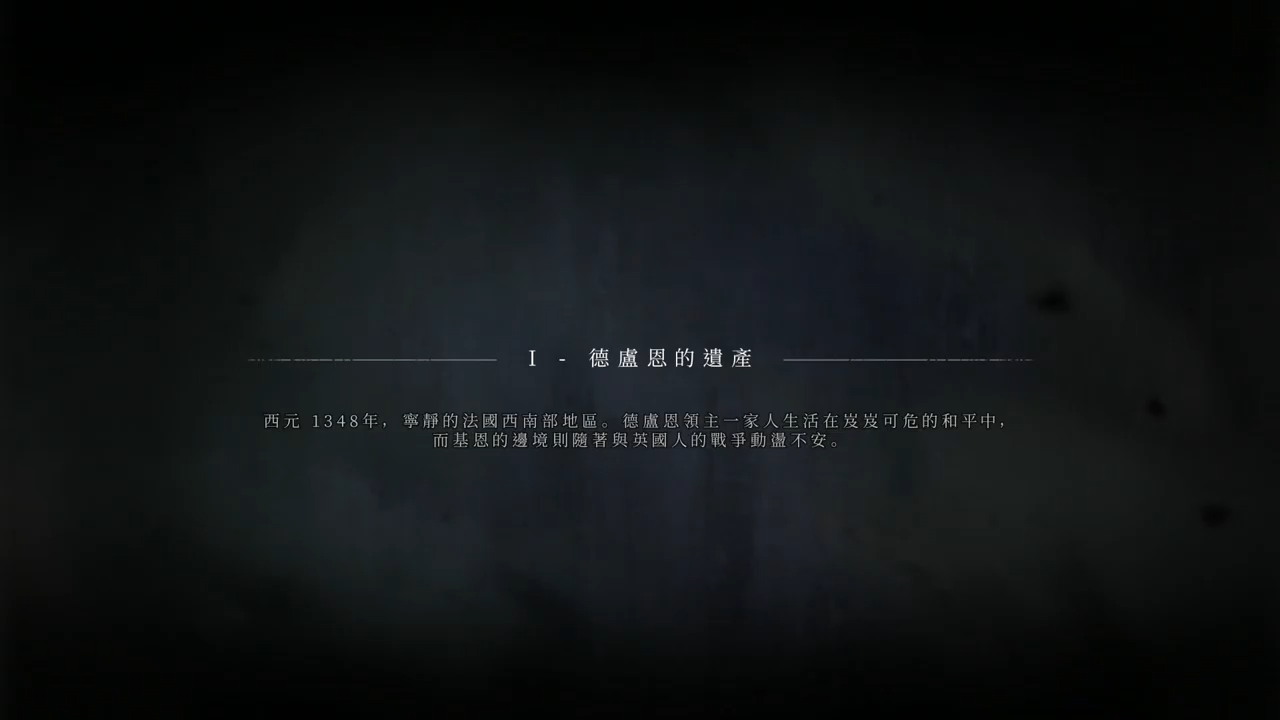 I - 德盧恩的遺產
西元 1348年，寧靜的法國西南部地區。德盧恩領主一家人生活在岌岌可危的和平中，
而基恩的邊境則隨著與英國人的戰爭動盪不安。